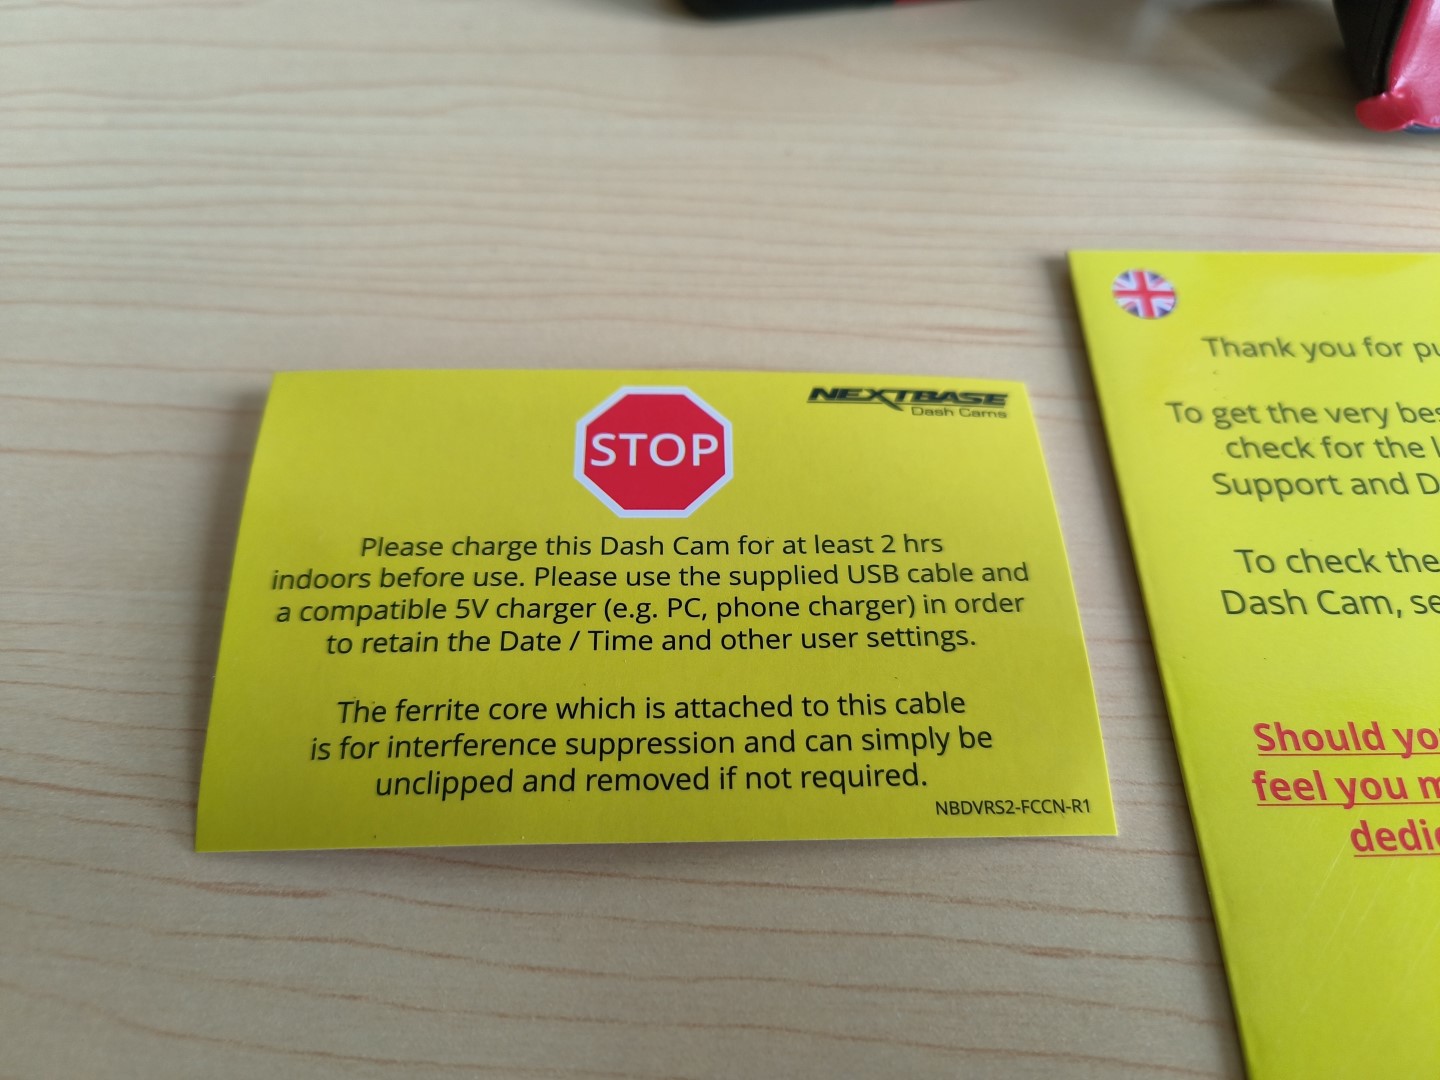 STOP
NEXTBASE
Dash Cams
Please charge this Dash Cam for at least 2 hrs
indoors before use. Please use the supplied USB cable and
a compatible 5V charger (e.g. PC, phone charger) in order
to retain the Date / Time and other user settings.
The ferrite core which is attached to this cable
is for interference suppression and can simply be
unclipped and removed if not required.
NBDVRS2-FCCN-R1
Thank you for
To get the very
check for the
Support and
To check the
Dash Cam,
Should
feel you